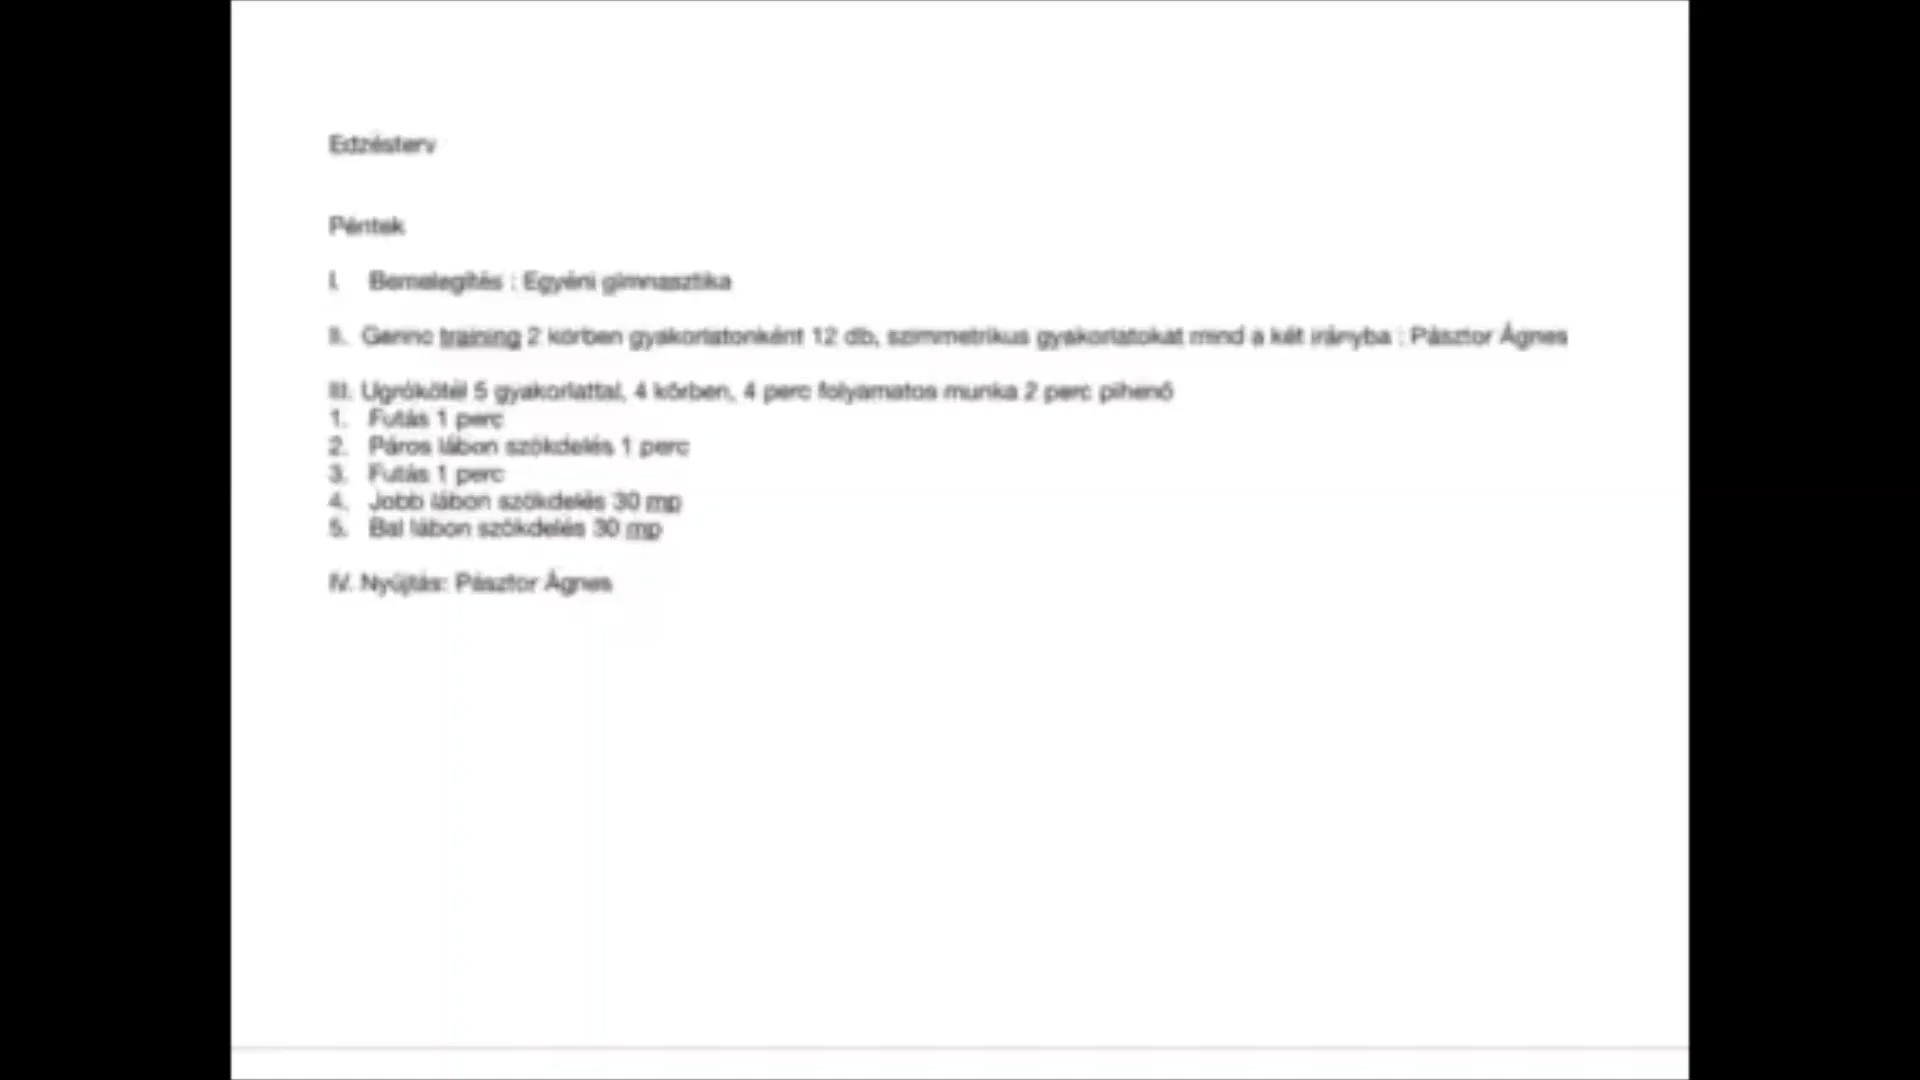 Edzésterv
Péntek
I. Bemelegítés : Egyéni gimnasztika
II. Gerinc training 2 körben gyakorlatonként 12 db, szimmetrikus gyakorlatokat mind a két irányba : Pásztor Ágnes
III. Ugrókötél 5 gyakorlattal, 4 körben, 4 perc folyamatos munka 2 perc pihenő
1. Futás 1 perc
2. Páros lábon szökdelés 1 perc
3. Futás 1 perc
4. Jobb lábon szökdelés 30 mp
5. Bal lábon szökdelés 30 mp
IV. Nyújtás: Pásztor Ágnes